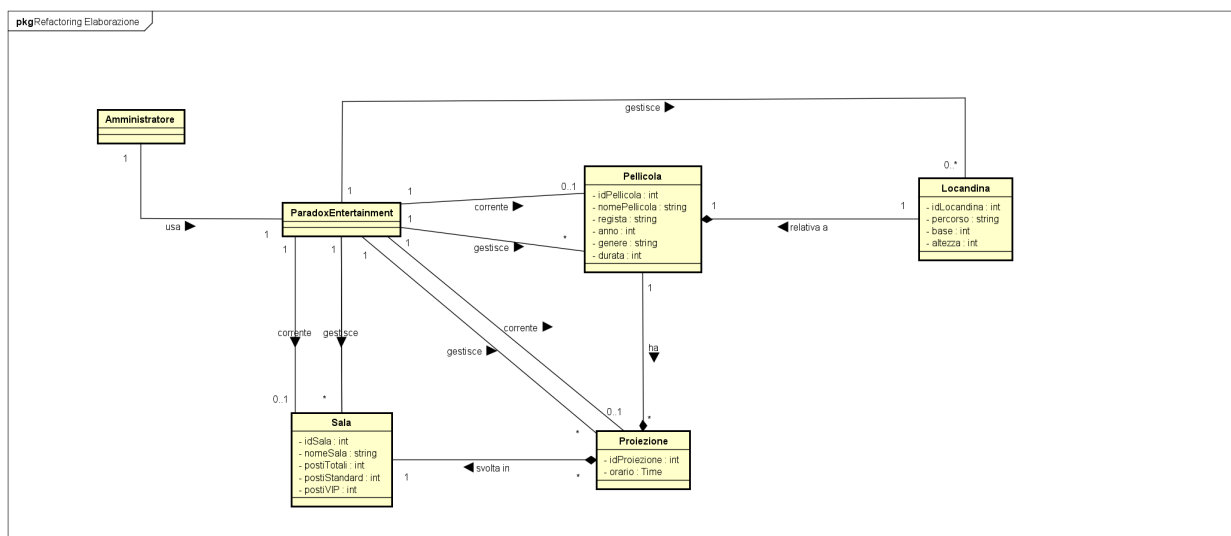 pkg Refactoring Elaborazione
gestisce ▶
Amministratore
1
0..*
Pellicola
- idPellicola : int
- nomePellicola : string
- regista : string
- anno : int
- genere : string
- durata : int
Locandina
- idLocandina : int
- percorso : string
- base : int
- altezza : int
1
1
0..1
corrente ▶
ParadoxEntertainment
1
1
1
◀ relativa a
usa ▶
1
1
1
1
1
gestisce ▶
*
1
corrente
gestisce
corrente ▶
gestisce ▶
ha
0..1
*
0..1
*
*
Sala
- idSala : int
- nomeSala : string
- postiTotali : int
- postiStandard : int
- postiVIP : int
Proiezione
- idProiezione : int
- orario : Time
◀ svolta in
1
*